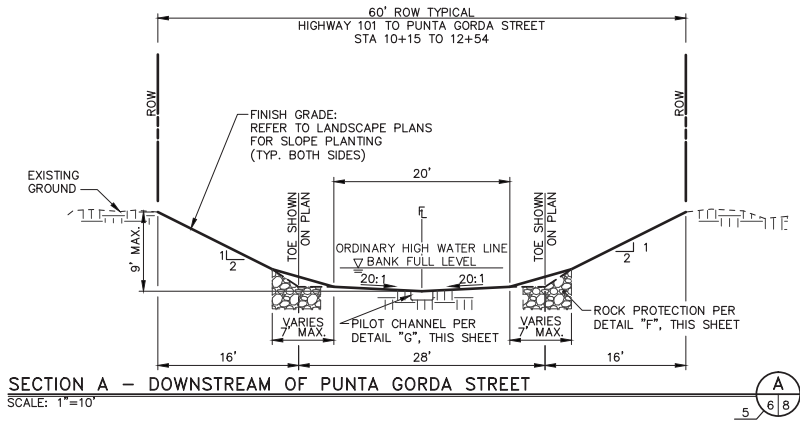 60' ROW TYPICAL
HIGHWAY 101 TO PUNTA GORDA STREET
STA 10+15 TO 12+54
ROW
ROW
FINISH GRADE:
REFER TO LANDSCAPE PLANS
FOR SLOPE PLANTING
(TYP. BOTH SIDES)
EXISTING
GROUND
20'
TOE SHOWN
ON PLAN
TOE SHOWN
ON PLAN
9' MAX.
1
2
ORDINARY HIGH WATER LINE
BANK FULL LEVEL
20:1
20:1
1
2
VARIES
7' MAX.
PILOT CHANNEL PER
DETAIL "G", THIS SHEET
VARIES
7' MAX.
ROCK PROTECTION PER
DETAIL "F", THIS SHEET
16'
28'
16'
SECTION A – DOWNSTREAM OF PUNTA GORDA STREET
SCALE: 1"=10'
A
6 8
5